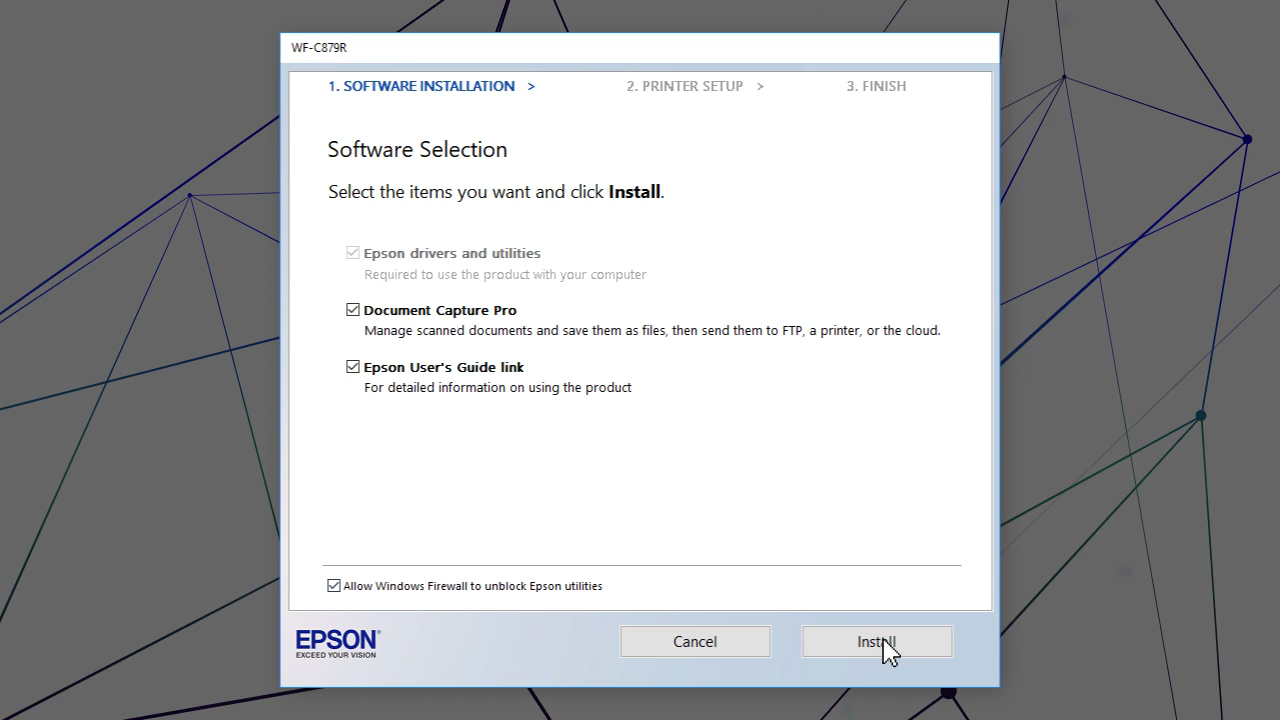 WF-C879R
1. SOFTWARE INSTALLATION > 2. PRINTER SETUP > 3. FINISH
Software Selection
Select the items you want and click Install.
Epson drivers and utilities
Required to use the product with your computer
Document Capture Pro
Manage scanned documents and save them as files, then send them to FTP, a printer, or the cloud.
Epson User's Guide link
For detailed information on using the product
Allow Windows Firewall to unblock Epson utilities
EPSON®
EXCEED YOUR VISION
Cancel
Install